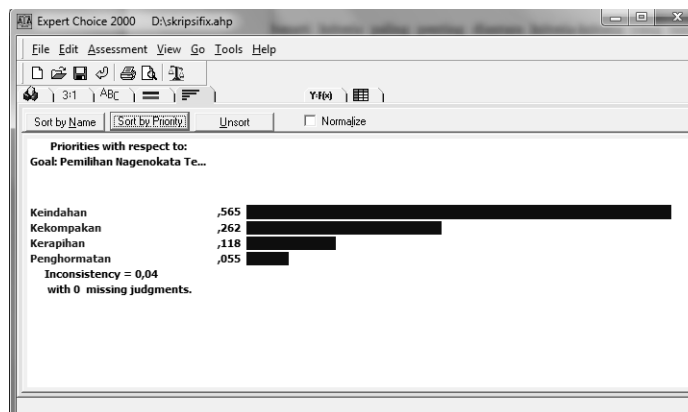 Expert Choice 2000 D:\skripsifix.ahp
File Edit Assessment View Go Tools Help
3:1 ABC Y=f(x)
Sort by Name Sort by Priority Unsort Normalize
Priorities with respect to:
Goal: Pemilihan Nagenokata Te...
Keindahan ,565
Kekompakan ,262
Kerapihan ,118
Penghormatan ,055
Inconsistency = 0,04
with 0 missing judgments.